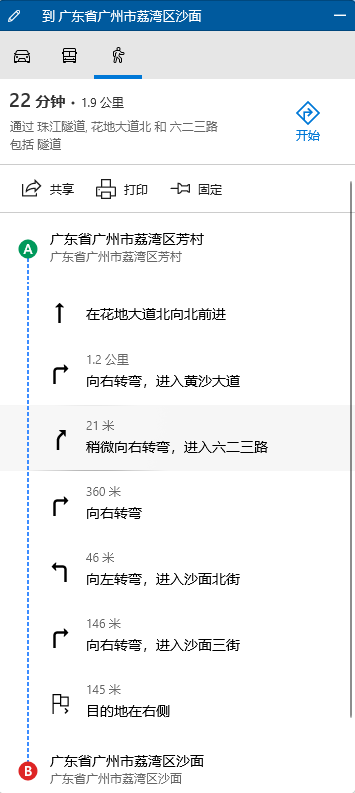 到 广东省广州市荔湾区沙面
22 分钟 · 1.9 公里
通过 珠江隧道, 花地大道北 和 六二三路
包括 隧道
开始
共享 打印 固定
A 广东省广州市荔湾区芳村
广东省广州市荔湾区芳村
在花地大道北向北前进
1.2 公里
向右转弯，进入黄沙大道
21 米
稍微向右转弯，进入六二三路
360 米
向右转弯
46 米
向左转弯，进入沙面北街
146 米
向右转弯，进入沙面三街
145 米
目的地在右侧
B 广东省广州市荔湾区沙面
广东省广州市荔湾区沙面